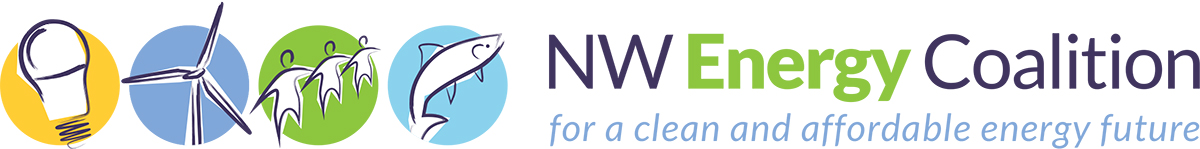 NW Energy Coalition
for a clean and affordable energy future